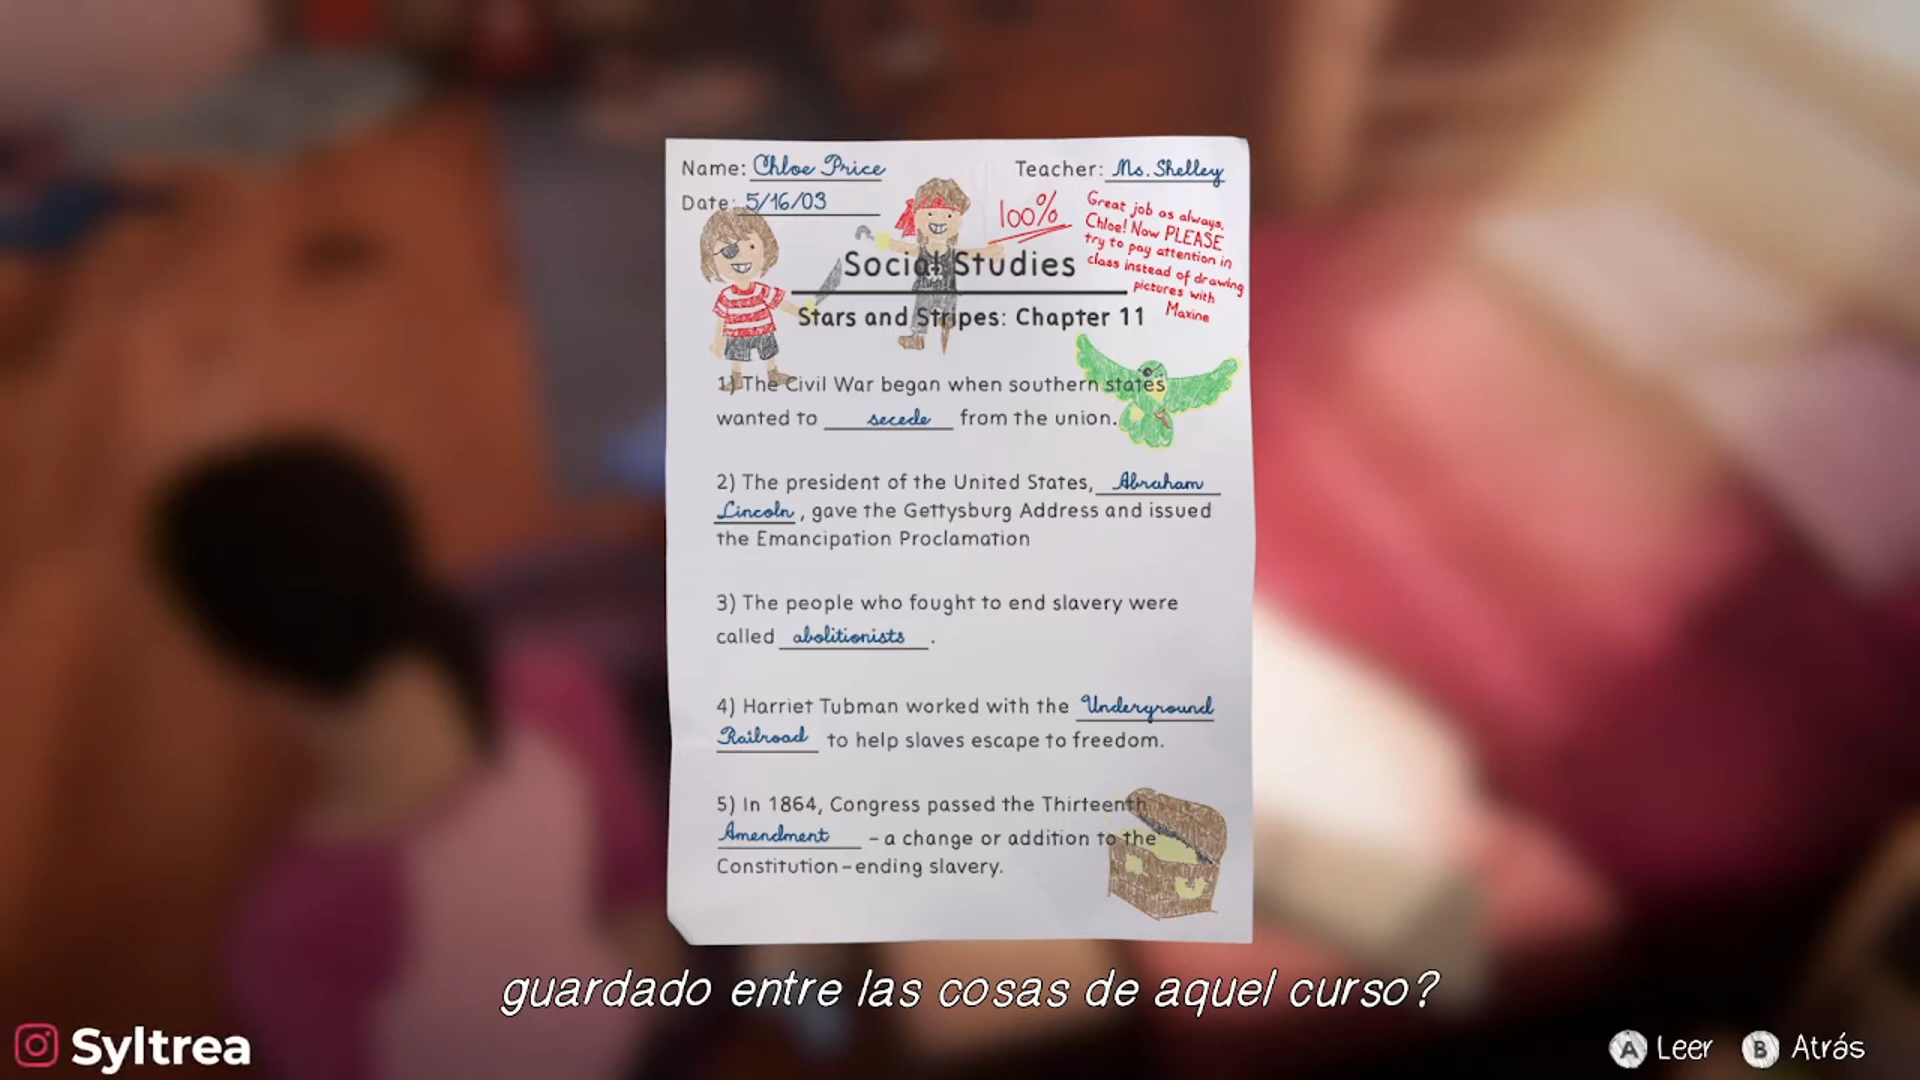 Name: Chloe Price
Teacher: Ms. Shelley
Date: 5/16/03
100%
Great job as always,
Chloe! Now PLEASE
try to pay attention in
class instead of drawing
pictures with
Maxine
Social Studies
Stars and Stripes: Chapter 11
1) The Civil War began when southern states
wanted to secede from the union.
2) The president of the United States, Abraham
Lincoln, gave the Gettysburg Address and issued
the Emancipation Proclamation
3) The people who fought to end slavery were
called abolitionists.
4) Harriet Tubman worked with the Underground
Railroad to help slaves escape to freedom.
5) In 1864, Congress passed the Thirteenth
Amendment – a change or addition to the
Constitution–ending slavery.
guardado entre las cosas de aquel curso?
Syltrea
A Leer B Atrás